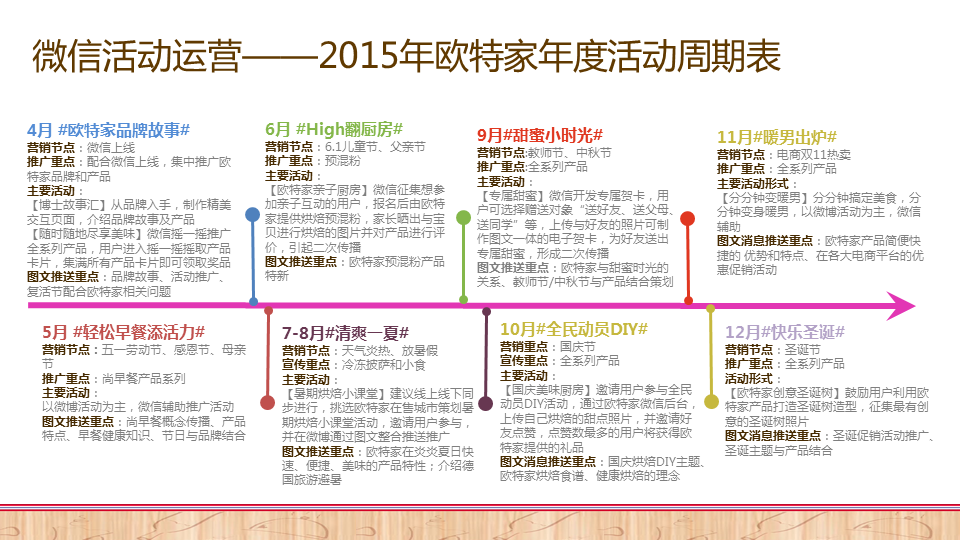 微信活动运营——2015年欧特家年度活动周期表
4月 #欧特家品牌故事#
营销节点：微信上线
推广重点：配合微信上线，集中推广欧
特家品牌和产品
主要活动：
【博士故事汇】从品牌入手，制作精美
交互页面，介绍品牌故事及产品
【随时随地尽享美味】微信摇一摇推广
全系列产品，用户进入摇一摇摇取产品
卡片，集满所有产品卡片即可领取奖品
图文推送重点：品牌故事、活动推广、
复活节配合欧特家相关问题
6月 #High翻厨房#
营销节点：6.1儿童节、父亲节
推广重点：预混粉
主要活动：
【欧特家亲子厨房】微信征集想参
加亲子互动的用户，报名后由欧特
家提供烘焙预混粉，家长晒出与宝
贝进行烘焙的图片并对产品进行评
价，引起二次传播
图文推送重点：欧特家预混粉产品
特新
9月#甜蜜小时光#
营销节点:教师节、中秋节
推广重点:全系列产品
主要活动：
【专属甜蜜】微信开发专属贺卡，用
户可选择赠送对象“送好友、送父母、
送同学”等，上传与好友的照片可制
作图文一体的电子贺卡，为好友送出
专属甜蜜，形成二次传播
图文推送重点：欧特家与甜蜜时光的
关系、教师节/中秋节与产品结合策划
11月#暖男出炉#
营销节点：电商双11热卖
推广重点：全系列产品
主要活动形式：
【分分钟变暖男】分分钟搞定美食，分
分钟变身暖男，以微博活动为主，微信
辅助
图文消息推送重点：欧特家产品简便快
捷的 优势和特点、在各大电商平台的优
惠促销活动
5月 #轻松早餐添活力#
营销节点：五一劳动节、感恩节、母亲
节
推广重点：尚早餐产品系列
主要活动：
以微博活动为主，微信辅助推广活动
图文推送重点：尚早餐概念传播、产品
特点、早餐健康知识、节日与品牌结合
7-8月#清爽一夏#
营销节点：天气炎热、放暑假
宣传重点：冷冻披萨和小食
主要活动：
【暑期烘焙小课堂】建议线上线下同
步进行，挑选欧特家在售城市策划暑
期烘焙小课堂活动，邀请用户参与，
并在微博通过图文整合推送推广
图文推送重点：欧特家在炎炎夏日快
速、便捷、美味的产品特性；介绍德
国旅游避暑
10月#全民动员DIY#
营销重点：国庆节
宣传重点：全系列产品
主要活动：
【国庆美味厨房】邀请用户参与全民
动员DIY活动，通过欧特家微信后台，
上传自己烘焙的甜点照片，并邀请好
友点赞，点赞数最多的用户将获得欧
特家提供的礼品
图文消息推送重点：国庆烘焙DIY主题、
欧特家烘焙食谱、健康烘焙的理念
12月#快乐圣诞#
营销节点：圣诞节
推广重点：全系列产品
活动形式：
【欧特家创意圣诞树】鼓励用户利用欧
特家产品打造圣诞树造型，征集最有创
意的圣诞树照片
图文消息推送重点：圣诞促销活动推广、
圣诞主题与产品结合